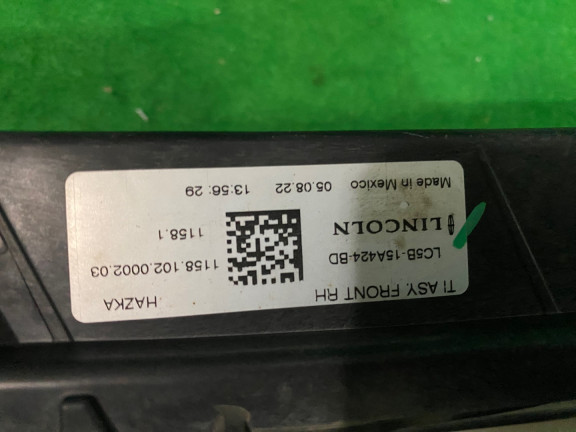 TI ASY FRONT RH HAZKA
LC5B-15A424-BD 1158.102.0002.03
LINCOLN 1158.1
Made in Mexico 05.08.22 13:56:29